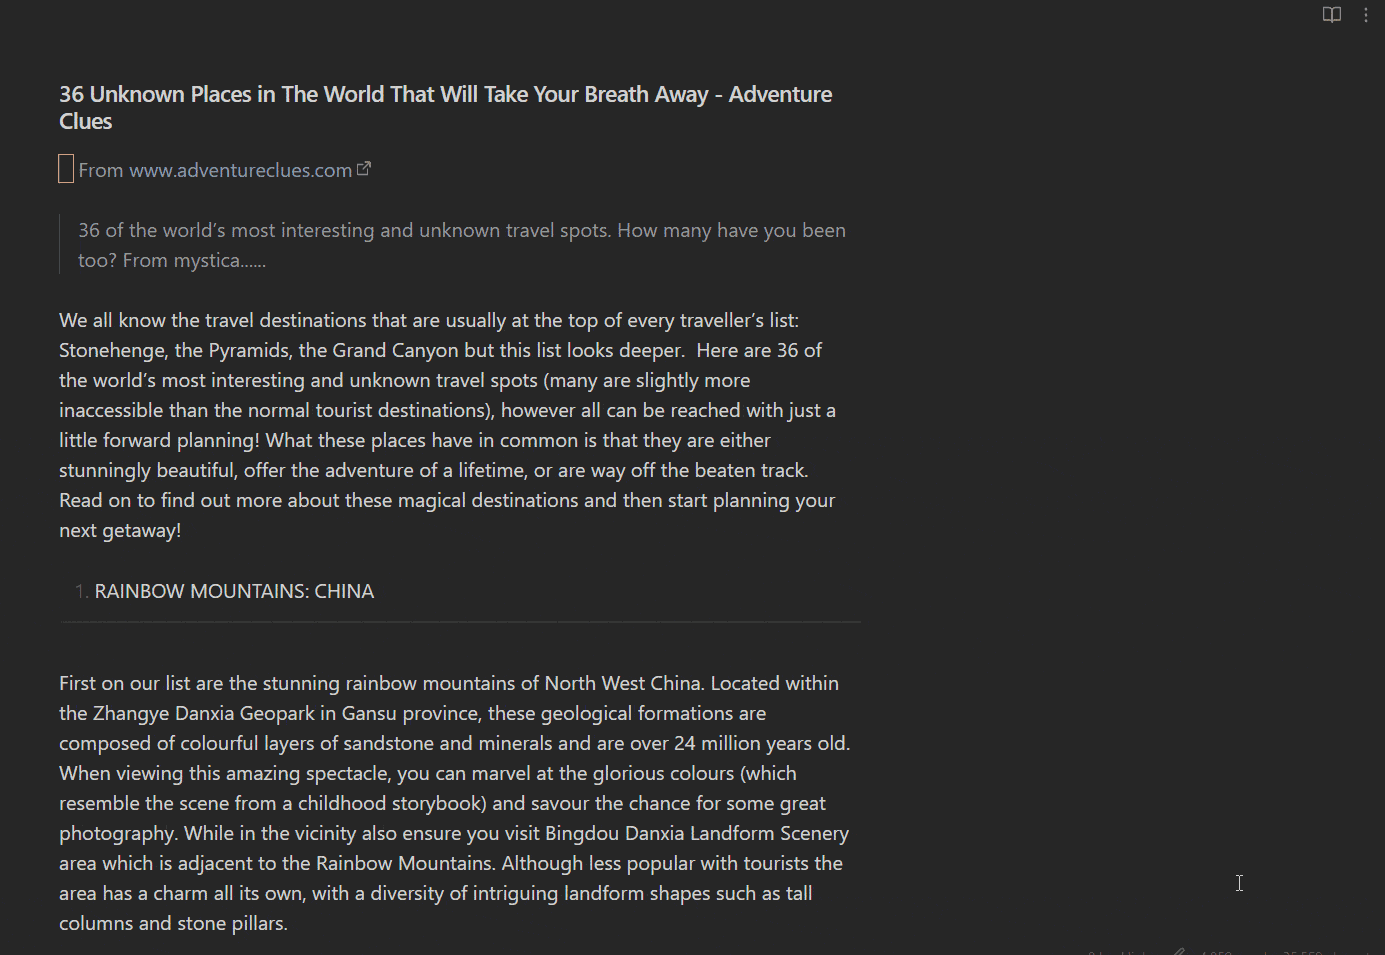 36 Unknown Places in The World That Will Take Your Breath Away - Adventure
Clues
From www.adventureclues.com
36 of the world’s most interesting and unknown travel spots. How many have you been
too? From mystica......
We all know the travel destinations that are usually at the top of every traveller’s list:
Stonehenge, the Pyramids, the Grand Canyon but this list looks deeper.  Here are 36 of
the world’s most interesting and unknown travel spots (many are slightly more
inaccessible than the normal tourist destinations), however all can be reached with just a
little forward planning! What these places have in common is that they are either
stunningly beautiful, offer the adventure of a lifetime, or are way off the beaten track.
Read on to find out more about these magical destinations and then start planning your
next getaway!
1. RAINBOW MOUNTAINS: CHINA
First on our list are the stunning rainbow mountains of North West China. Located within
the Zhangye Danxia Geopark in Gansu province, these geological formations are
composed of colourful layers of sandstone and minerals and are over 24 million years old.
When viewing this amazing spectacle, you can marvel at the glorious colours (which
resemble the scene from a childhood storybook) and savour the chance for some great
photography. While in the vicinity also ensure you visit Bingdou Danxia Landform Scenery
area which is adjacent to the Rainbow Mountains. Although less popular with tourists the
area has a charm all its own, with a diversity of intriguing landform shapes such as tall
columns and stone pillars.